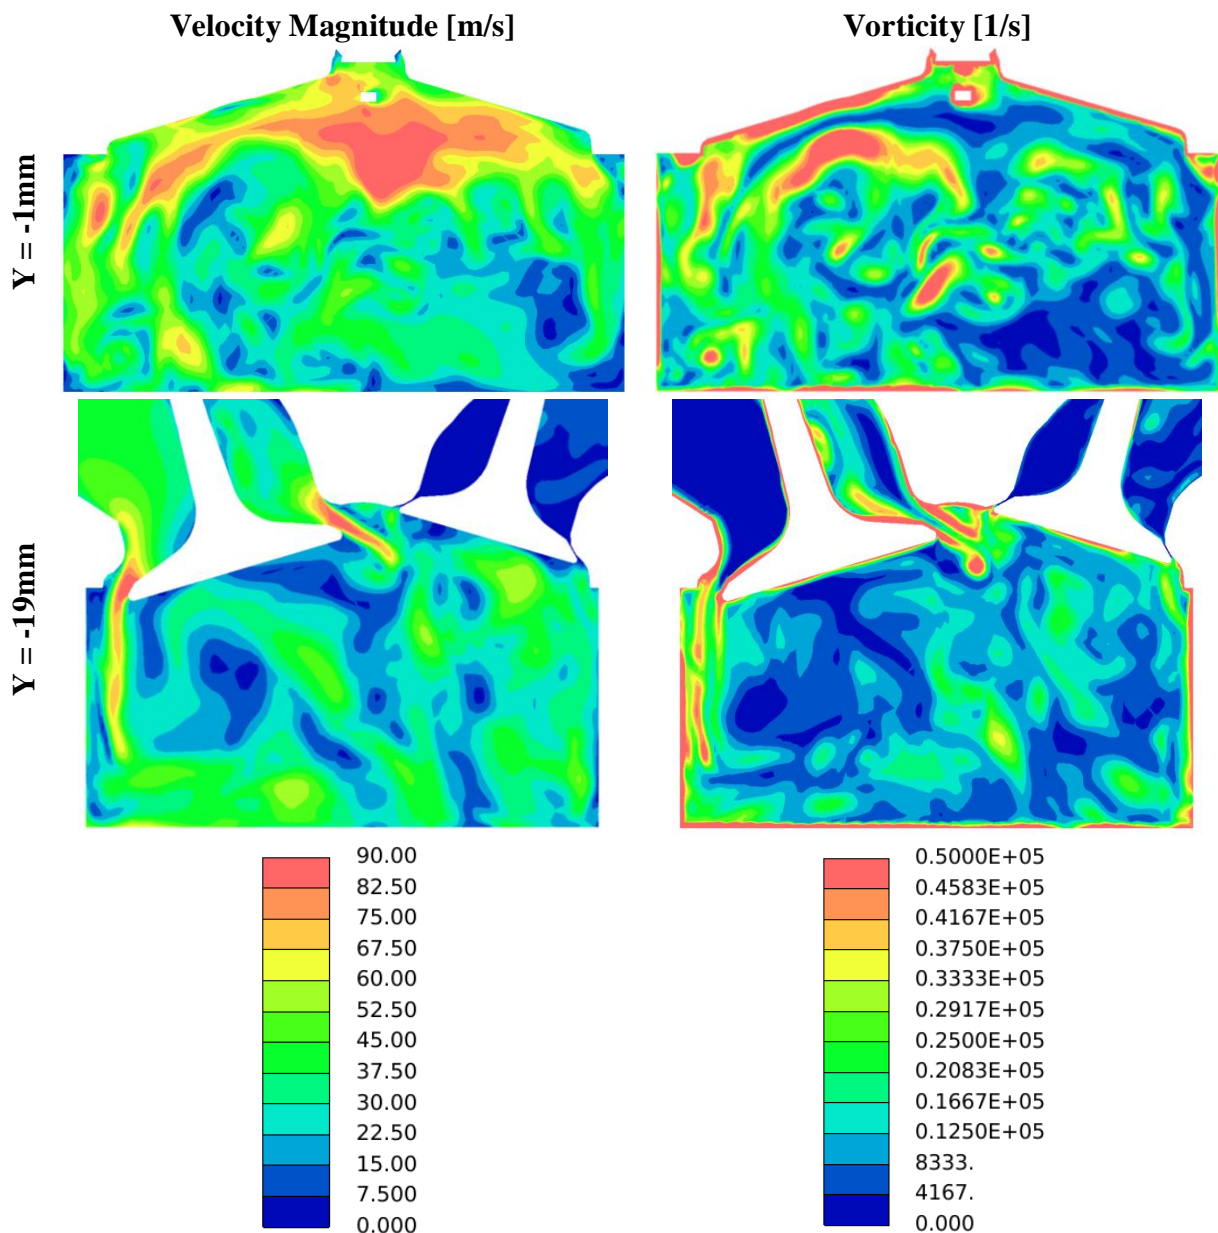 Velocity Magnitude [m/s]
Vorticity [1/s]
Y = -1mm
Y = -19mm
90.00
82.50
75.00
67.50
60.00
52.50
45.00
37.50
30.00
22.50
15.00
7.500
0.000
0.5000E+05
0.4583E+05
0.4167E+05
0.3750E+05
0.3333E+05
0.2917E+05
0.2500E+05
0.2083E+05
0.1667E+05
0.1250E+05
8333.
4167.
0.000